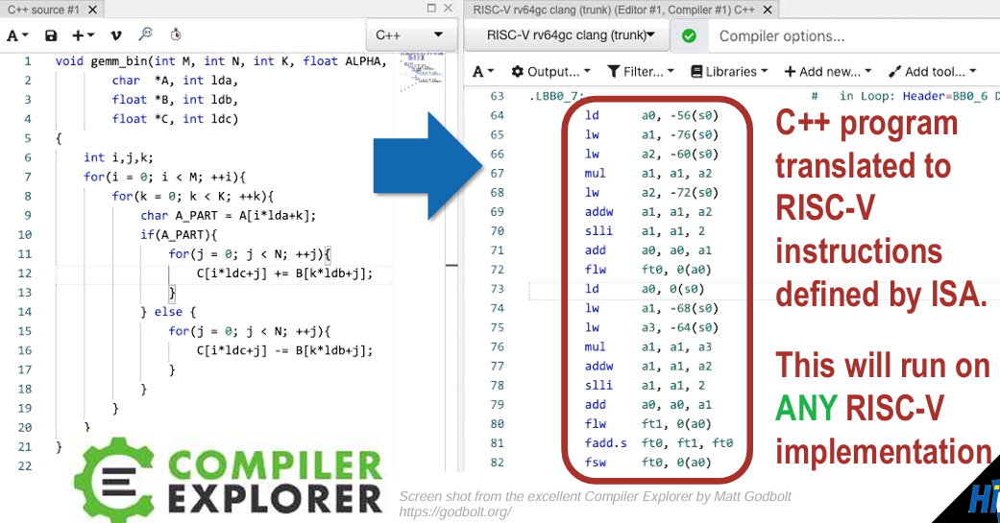 C++ source #1 ×
A
C++
1 void gemm_bin(int M, int N, int K, float ALPHA,
2 char *A, int lda,
3 float *B, int ldb,
4 float *C, int ldc)
5 {
6 int i,j,k;
7 for(i = 0; i < M; ++i){
8 for(k = 0; k < K; ++k){
9 char A_PART = A[i*lda+k];
10 if(A_PART){
11 for(j = 0; j < N; ++j){
12 C[i*ldc+j] += B[k*ldb+j];
13 }
14 } else {
15 for(j = 0; j < N; ++j){
16 C[i*ldc+j] -= B[k*ldb+j];
17 }
18 }
19 }
20 }
21 }
22
COMPILER
EXPLORER
RISC-V rv64gc clang (trunk) (Editor #1, Compiler #1) C++ ×
RISC-V rv64gc clang (trunk)
Compiler options...
A Output... Filter... Libraries Add new... Add tool...
63 .LBB0_7: # in Loop: Header=BB0_6 D
64 ld a0, -56(s0)
65 lw a1, -76(s0)
66 lw a2, -60(s0)
67 mul a1, a1, a2
68 lw a2, -72(s0)
69 addw a1, a1, a2
70 slli a1, a1, 2
71 add a0, a0, a1
72 flw ft0, 0(a0)
73 ld a0, 0(s0)
74 lw a1, -68(s0)
75 lw a3, -64(s0)
76 mul a1, a1, a3
77 addw a1, a1, a2
78 slli a1, a1, 2
79 add a0, a0, a1
80 flw ft1, 0(a0)
81 fadd.s ft0, ft1, ft0
82 fsw ft0, 0(a0)
C++ program
translated to
RISC-V
instructions
defined by ISA.
This will run on
ANY RISC-V
implementation
Screen shot from the excellent Compiler Explorer by Matt Godbolt
https://godbolt.org/